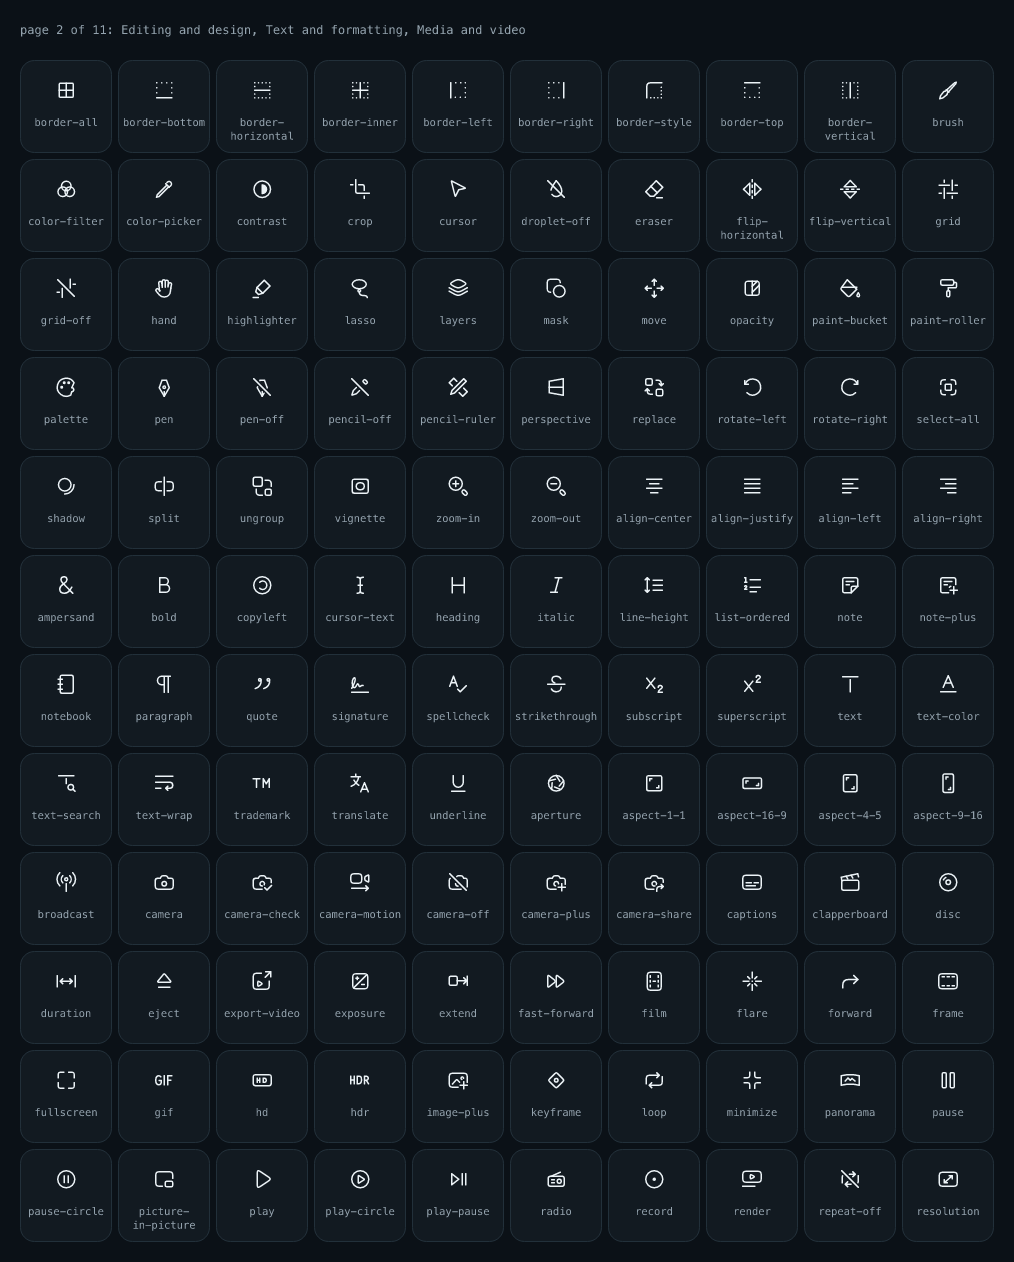 page 2 of 11: Editing and design, Text and formatting, Media and video
border-all
border-bottom
border-
horizontal
border-inner
border-left
border-right
border-style
border-top
border-
vertical
brush
color-filter
color-picker
contrast
crop
cursor
droplet-off
eraser
flip-
horizontal
flip-vertical
grid
grid-off
hand
highlighter
lasso
layers
mask
move
opacity
paint-bucket
paint-roller
palette
pen
pen-off
pencil-off
pencil-ruler
perspective
replace
rotate-left
rotate-right
select-all
shadow
split
ungroup
vignette
zoom-in
zoom-out
align-center
align-justify
align-left
align-right
&
B
H
I
1
2
ampersand
bold
copyleft
cursor-text
heading
italic
line-height
list-ordered
note
note-plus
¶
A
S
X2
X2
T
A
notebook
paragraph
quote
signature
spellcheck
strikethrough
subscript
superscript
text
text-color
T
TM
文A
U
text-search
text-wrap
trademark
translate
underline
aperture
aspect-1-1
aspect-16-9
aspect-4-5
aspect-9-16
broadcast
camera
camera-check
camera-motion
camera-off
camera-plus
camera-share
captions
clapperboard
disc
duration
eject
export-video
exposure
extend
fast-forward
film
flare
forward
frame
GIF
HD
HDR
fullscreen
gif
hd
hdr
image-plus
keyframe
loop
minimize
panorama
pause
pause-circle
picture-
in-picture
play
play-circle
play-pause
radio
record
render
repeat-off
resolution